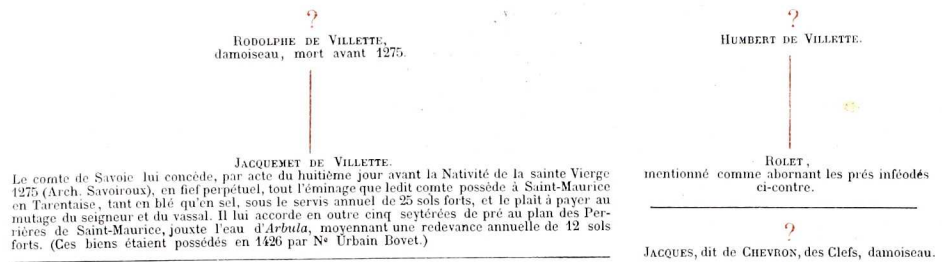 ?
RODOLPHE DE VILLETTE,
damoiseau, mort avant 1275.
JACQUEMET DE VILLETTE.
Le comte de Savoie lui concède, par acte du huitième jour avant la Nativité de la sainte Vierge
1275 (Arch. Savoiroux), en fief perpétuel, tout l'éminage que ledit comte possède à Saint-Maurice
en Tarentaise, tant en blé qu'en sel, sous le servis annuel de 25 sols forts, et le plaît à payer au
mutage du seigneur et du vassal. Il lui accorde en outre cinq seytérées de pré au plan des Per-
rières de Saint-Maurice, jouxte l'eau d'Arbula, moyennant une redevance annuelle de 12 sols
forts. (Ces biens étaient possédés en 1426 par Ne Urbain Bovet.)
?
HUMBERT DE VILLETTE.
ROLET,
mentionné comme abornant les prés inféodés
ci-contre.
?
JACQUES, dit de CHEVRON, des Clefs, damoiseau.